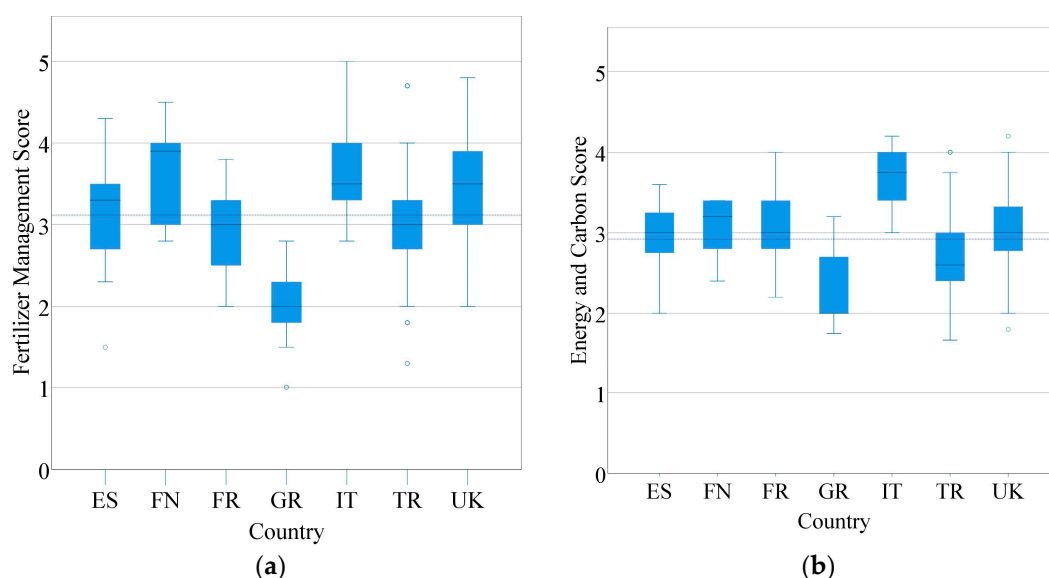 Fertilizer Management Score
5
4
3
2
1
0
ES FN FR GR IT TR UK
Country
(a)
Energy and Carbon Score
5
4
3
2
1
0
ES FN FR GR IT TR UK
Country
(b)